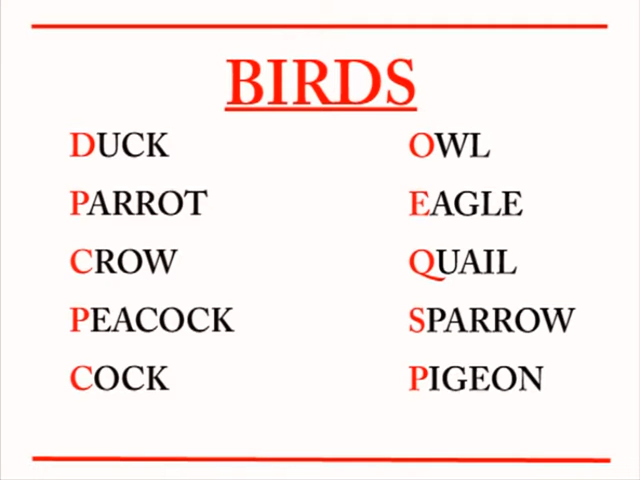 BIRDS
DUCK
PARROT
CROW
PEACOCK
COCK
OWL
EAGLE
QUAIL
SPARROW
PIGEON